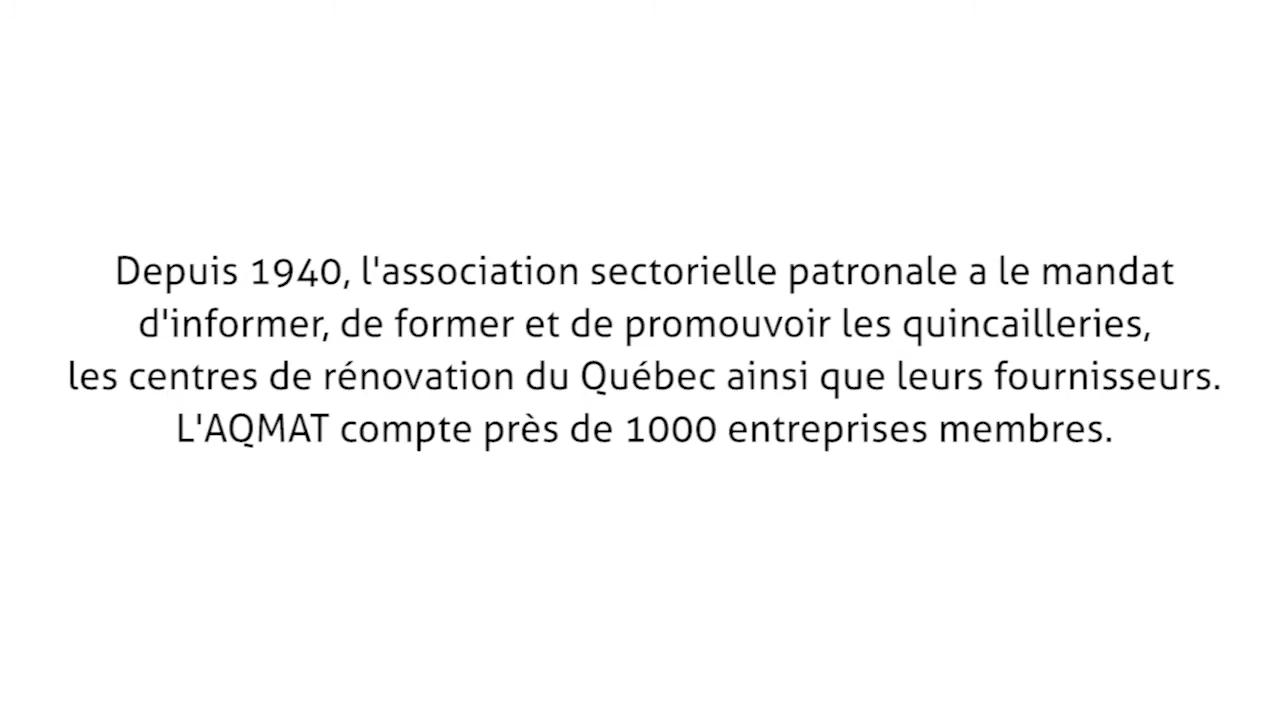 Depuis 1940, l'association sectorielle patronale a le mandat
d'informer, de former et de promouvoir les quincailleries,
les centres de rénovation du Québec ainsi que leurs fournisseurs.
L'AQMAT compte près de 1000 entreprises membres.